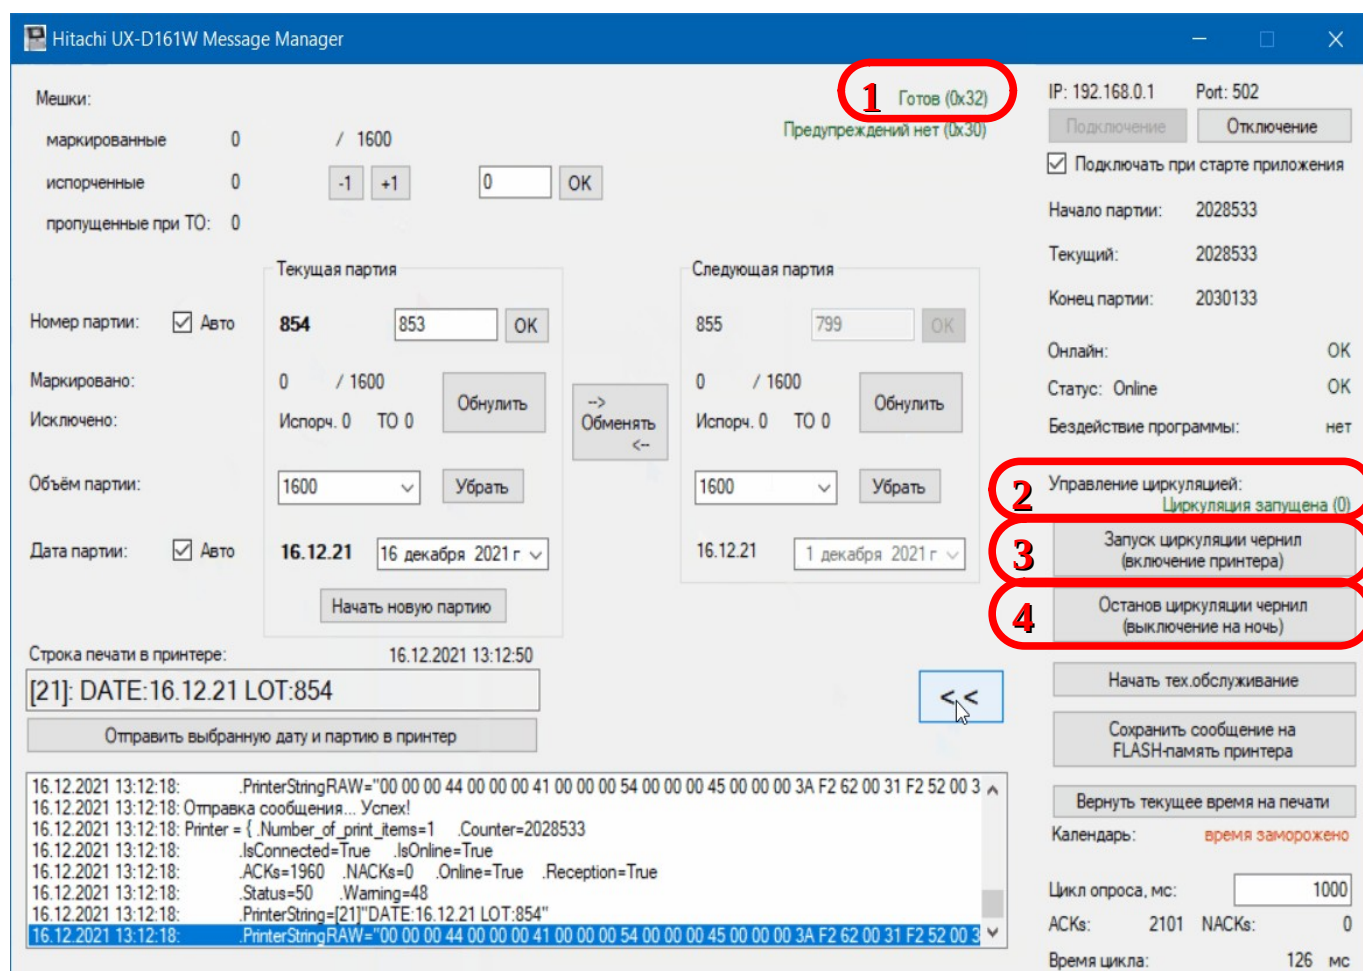 Hitachi UX-D161W Message Manager
Мешки:
маркированные 0 / 1600
испорченные 0 -1 +1 0 OK
пропущенные при ТО: 0
1 Готов (0x32)
Предупреждений нет (0x30)
Текущая партия
Номер партии: Авто 854 853 OK
Маркировано: 0 / 1600
Исключено: Испорч. 0 ТО 0
Обнулить
Объём партии: 1600 Убрать
Дата партии: Авто 16.12.21 16 декабря 2021 г.
Начать новую партию
-->
Обменять
<--
Следующая партия
855 799 OK
0 / 1600
Испорч. 0 ТО 0
Обнулить
1600 Убрать
16.12.21 1 декабря 2021 г.
Строка печати в принтере: 16.12.2021 13:12:50
[21]: DATE:16.12.21 LOT:854
Отправить выбранную дату и партию в принтер
<<
16.12.2021 13:12:18: .PrinterStringRAW="00 00 00 44 00 00 00 41 00 00 00 54 00 00 00 45 00 00 00 3A F2 62 00 31 F2 52 00 3
16.12.2021 13:12:18: Отправка сообщения... Успех!
16.12.2021 13:12:18: Printer = { .Number_of_print_items=1 .Counter=2028533
16.12.2021 13:12:18: .IsConnected=True .IsOnline=True
16.12.2021 13:12:18: .ACKs=1960 .NACKs=0 .Online=True .Reception=True
16.12.2021 13:12:18: .Status=50 .Warning=48
16.12.2021 13:12:18: .PrinterString=[21]"DATE:16.12.21 LOT:854"
16.12.2021 13:12:18: .PrinterStringRAW="00 00 00 44 00 00 00 41 00 00 00 54 00 00 00 45 00 00 00 3A F2 62 00 31 F2 52 00 3
IP: 192.168.0.1 Port: 502
Подключение Отключение
Подключать при старте приложения
Начало партии: 2028533
Текущий: 2028533
Конец партии: 2030133
Онлайн: OK
Статус: Online OK
Бездействие программы: нет
2 Управление циркуляцией:
Циркуляция запущена (0)
3 Запуск циркуляции чернил
(включение принтера)
4 Останов циркуляции чернил
(выключение на ночь)
Начать тех.обслуживание
Сохранить сообщение на
FLASH-память принтера
Вернуть текущее время на печати
Календарь: время заморожено
Цикл опроса, мс: 1000
ACKs: 2101 NACKs: 0
Время цикла: 126 мс